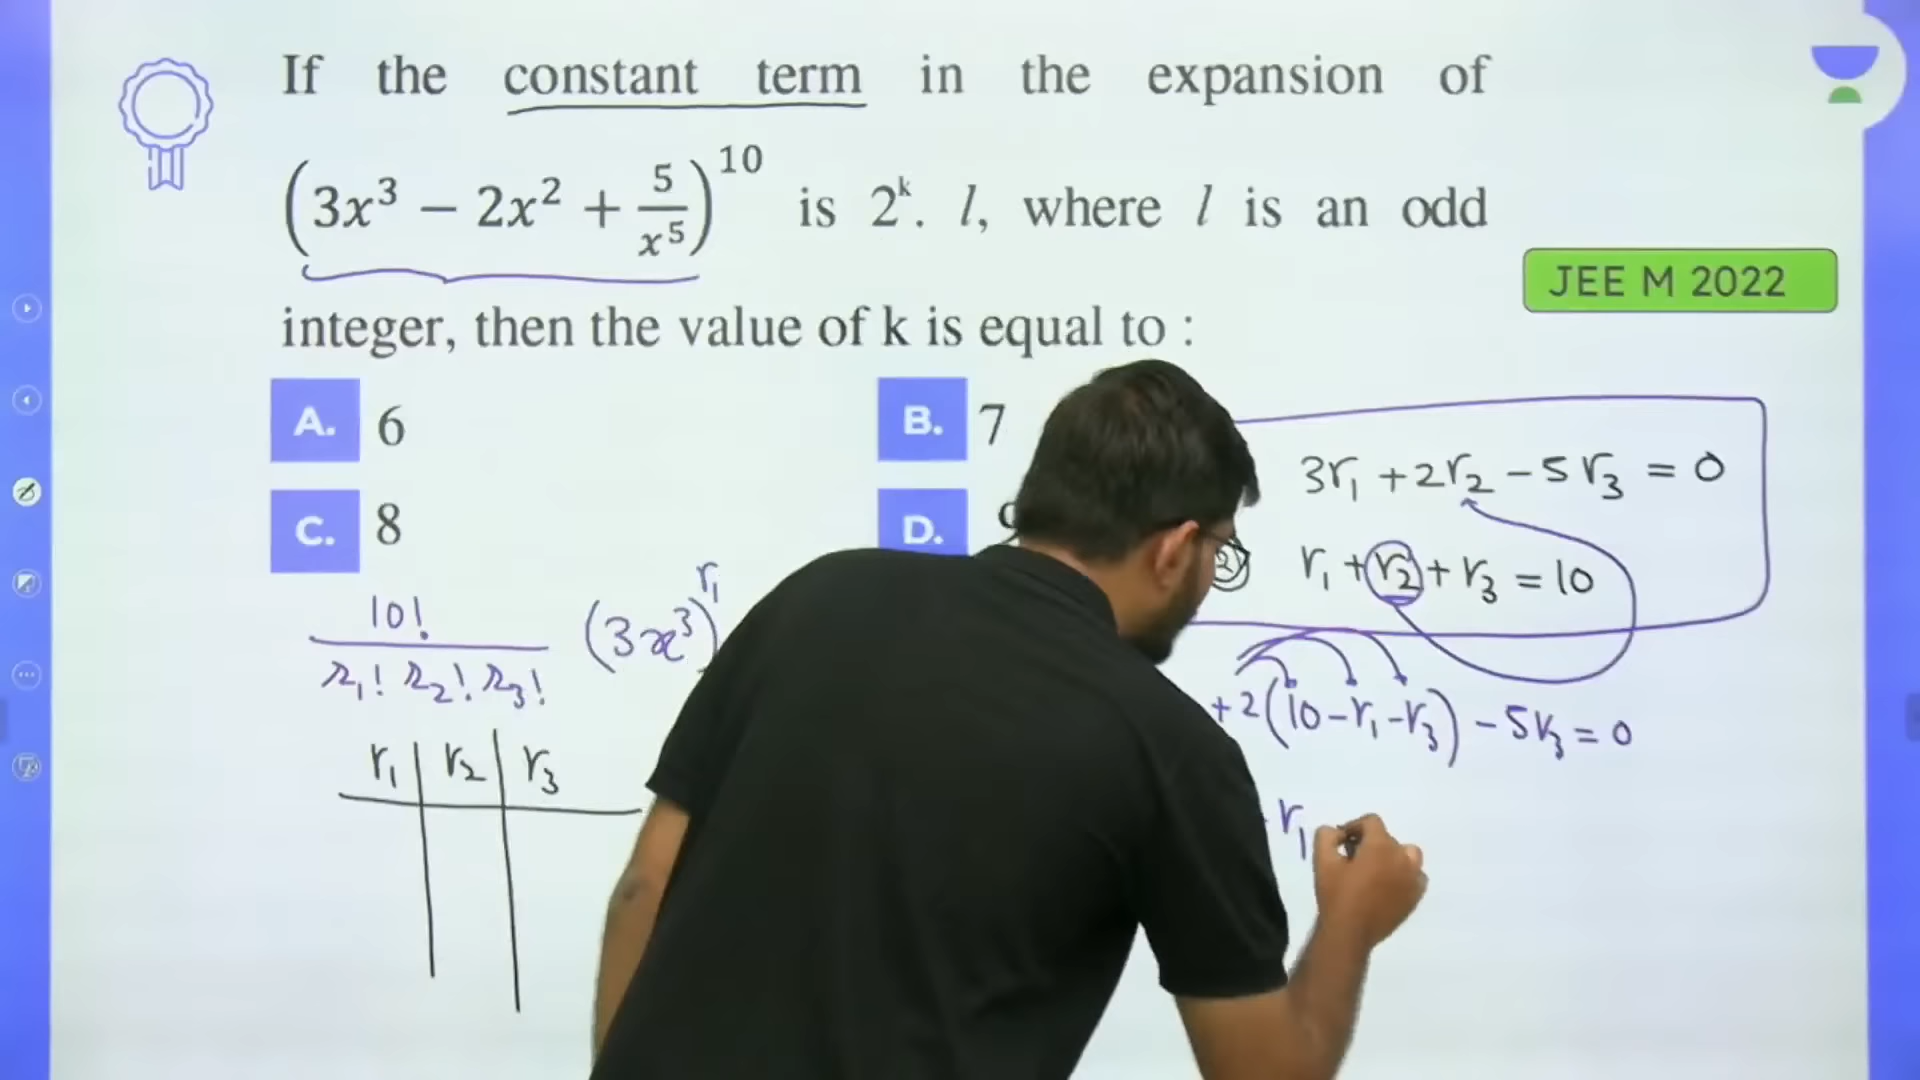 If the constant term in the expansion of
(3x³ − 2x² + 5/x⁵)¹⁰ is 2ᵏ. l, where l is an odd
integer, then the value of k is equal to :
JEE M 2022
A. 6
B. 7
C. 8
D.
3r₁ + 2r₂ − 5r₃ = 0
② r₁ + r₂ + r₃ = 10
10! / r₁! r₂! r₃! (3x³)^r₁
+2(10 − r₁ − r₃) − 5r₃ = 0
r₁ r₂ r₃
r₁